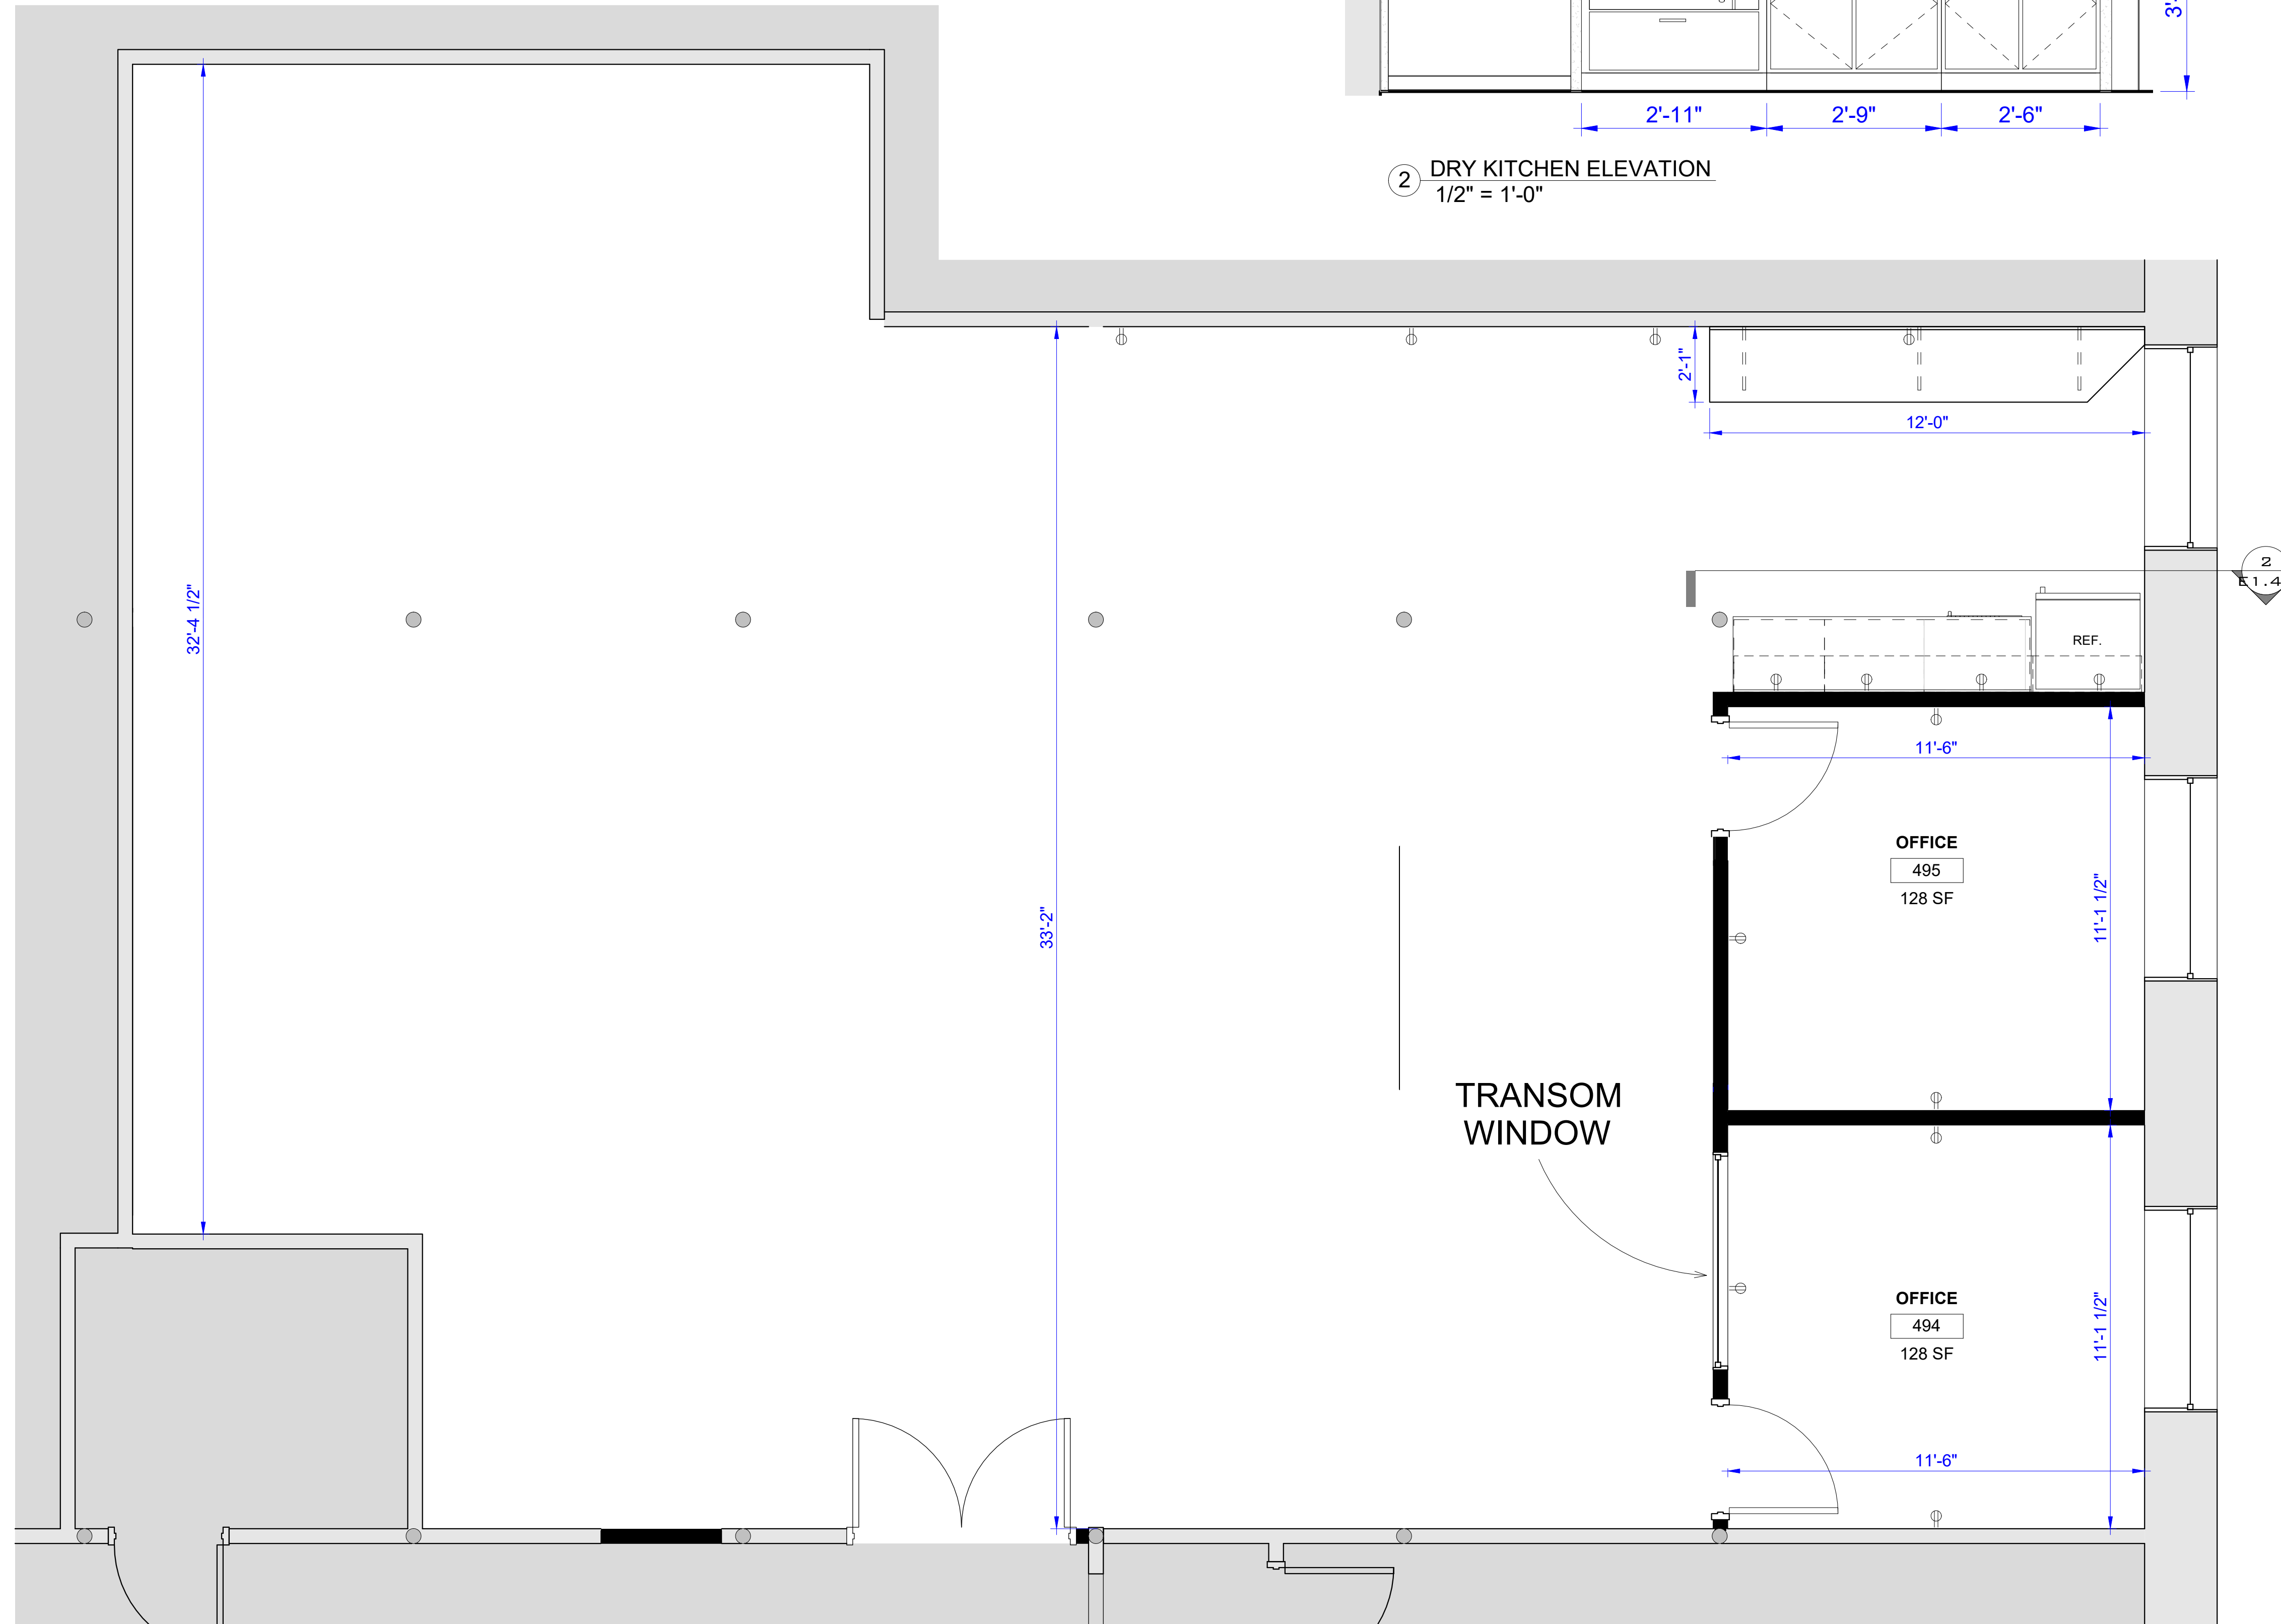 3'-
2'-11"
2'-9"
2'-6"
2
DRY KITCHEN ELEVATION
1/2" = 1'-0"
2'-1"
12'-0"
32'-4 1/2"
2
E1.4
REF.
11'-6"
OFFICE
495
128 SF
11'-1 1/2"
33'-2"
TRANSOM
WINDOW
OFFICE
494
128 SF
11'-1 1/2"
11'-6"